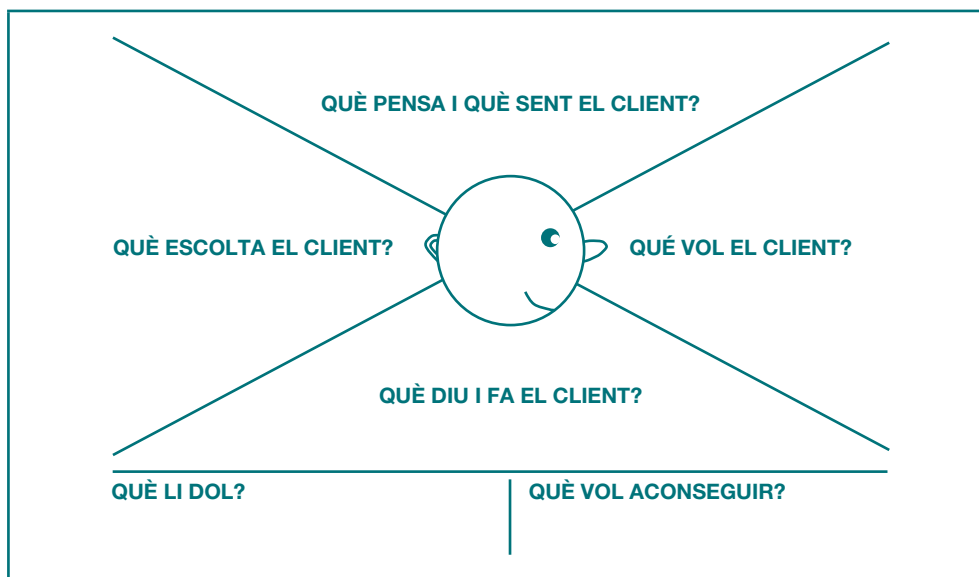 QUÈ PENSA I QUÈ SENT EL CLIENT?
QUÈ ESCOLTA EL CLIENT?
QUÉ VOL EL CLIENT?
QUÈ DIU I FA EL CLIENT?
QUÈ LI DOL?
QUÈ VOL ACONSEGUIR?